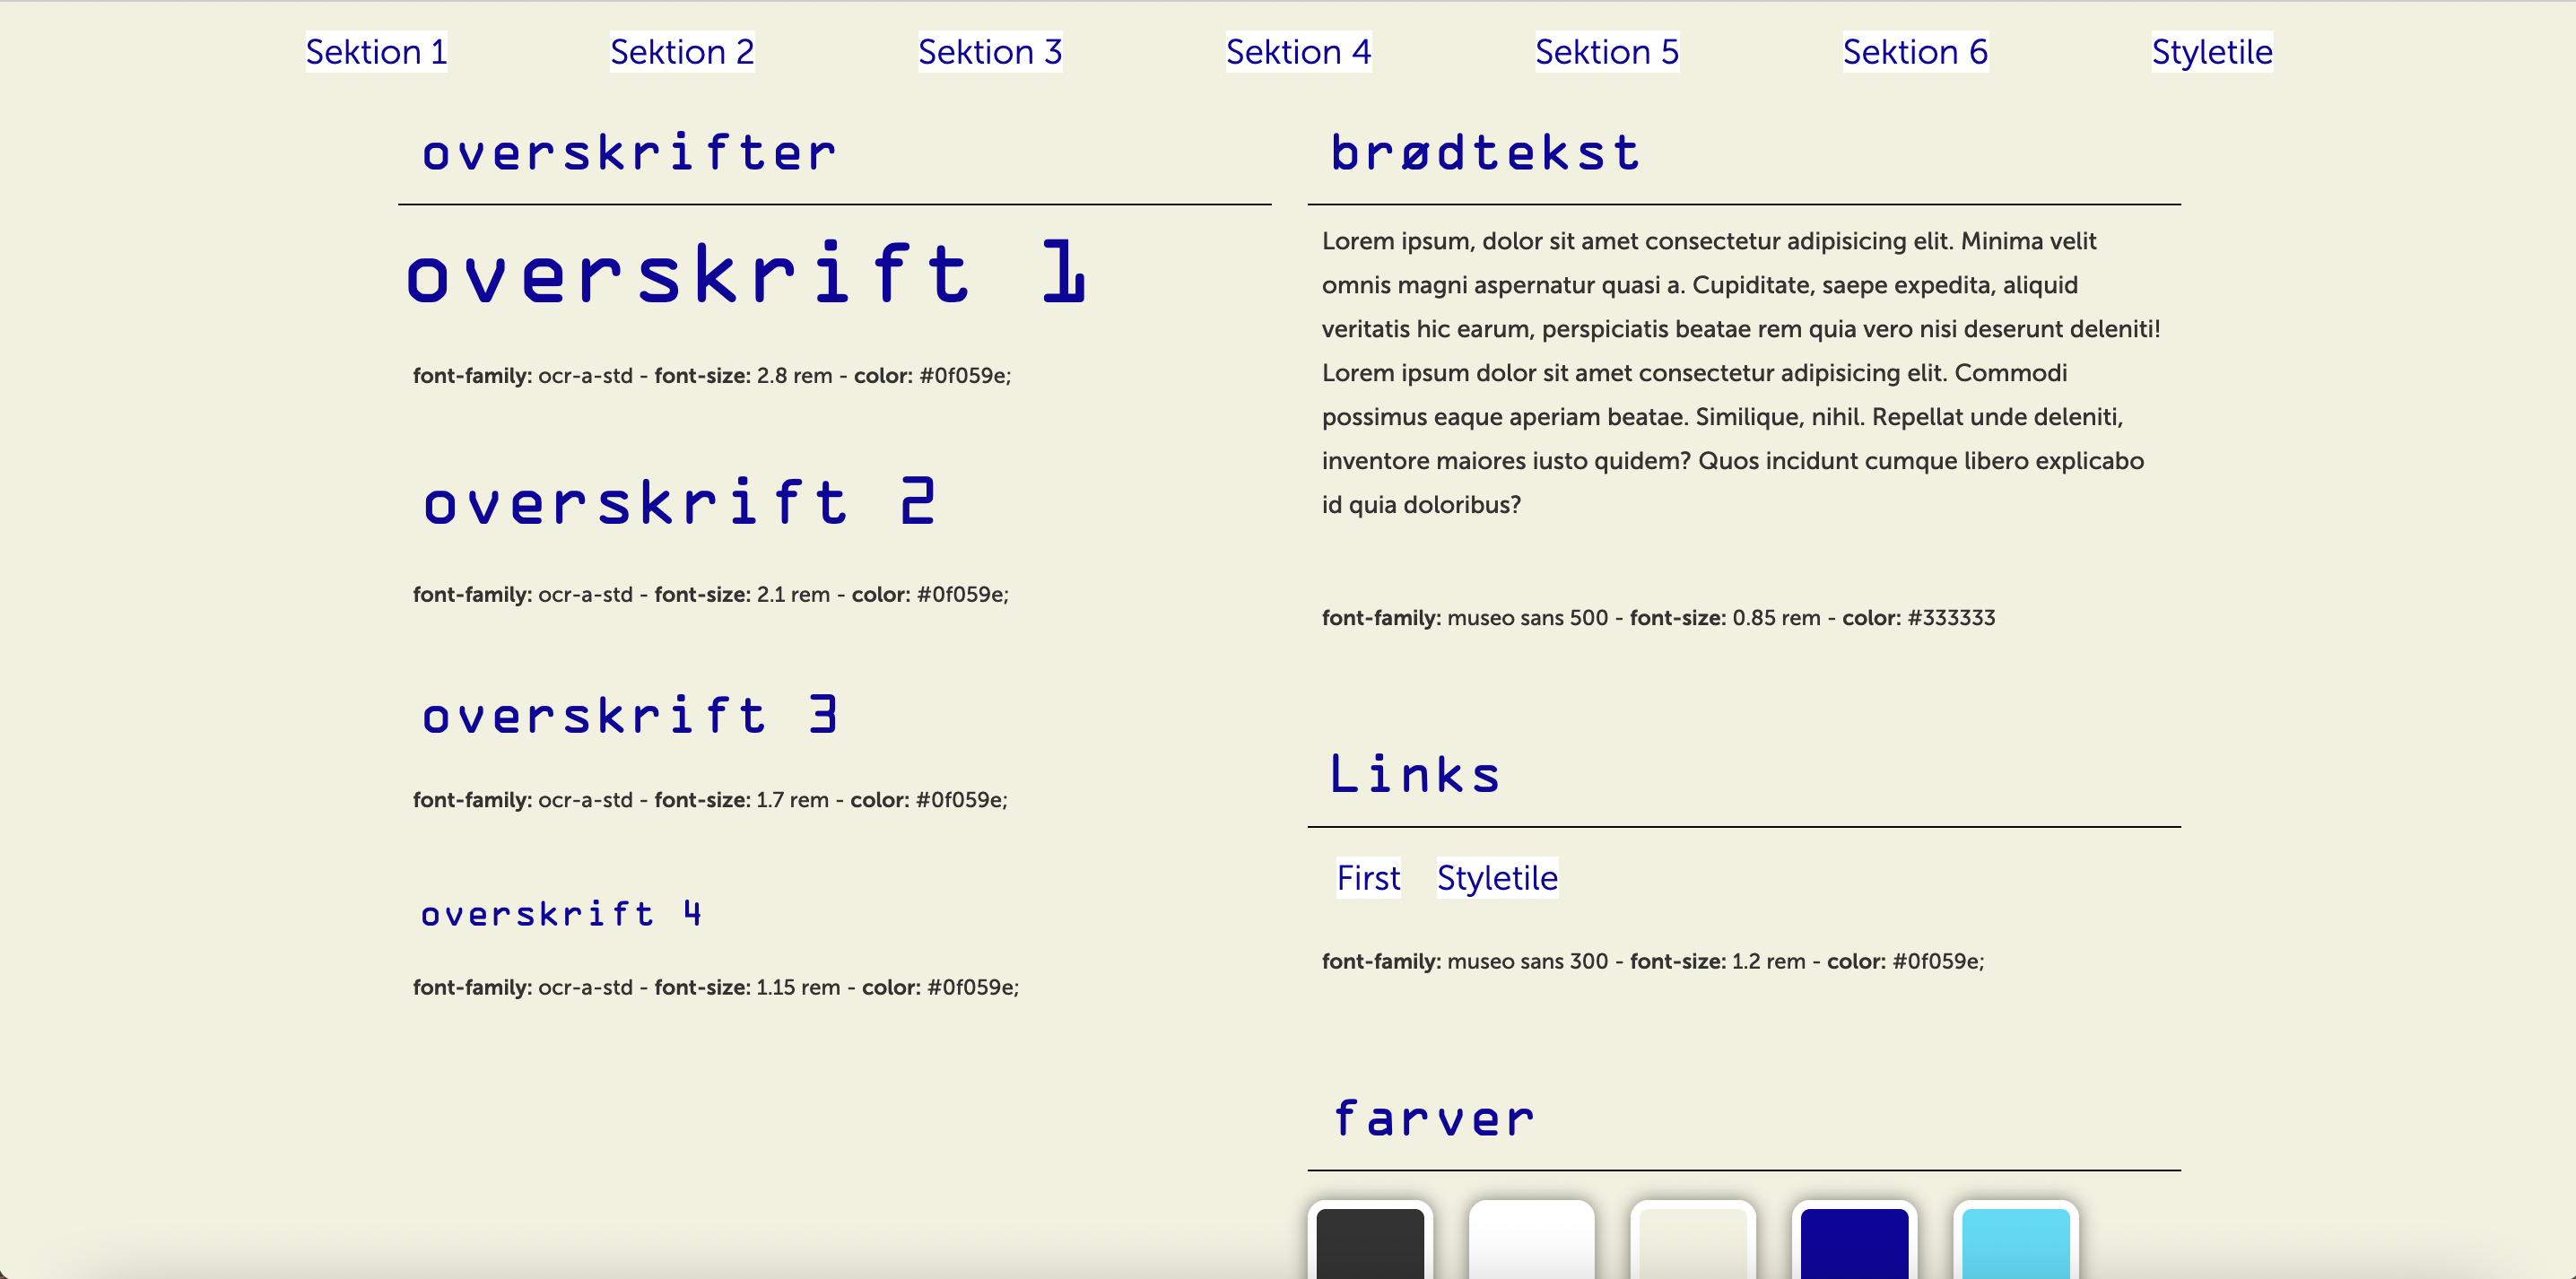 Sektion 1 Sektion 2 Sektion 3 Sektion 4 Sektion 5 Sektion 6 Styletile
overskrifter
overskrift 1
font-family: ocr-a-std - font-size: 2.8 rem - color: #0f059e;
overskrift 2
font-family: ocr-a-std - font-size: 2.1 rem - color: #0f059e;
overskrift 3
font-family: ocr-a-std - font-size: 1.7 rem - color: #0f059e;
overskrift 4
font-family: ocr-a-std - font-size: 1.15 rem - color: #0f059e;
brødtekst
Lorem ipsum, dolor sit amet consectetur adipisicing elit. Minima velit
omnis magni aspernatur quasi a. Cupiditate, saepe expedita, aliquid
veritatis hic earum, perspiciatis beatae rem quia vero nisi deserunt deleniti!
Lorem ipsum dolor sit amet consectetur adipisicing elit. Commodi
possimus eaque aperiam beatae. Similique, nihil. Repellat unde deleniti,
inventore maiores iusto quidem? Quos incidunt cumque libero explicabo
id quia doloribus?
font-family: museo sans 500 - font-size: 0.85 rem - color: #333333
Links
First Styletile
font-family: museo sans 300 - font-size: 1.2 rem - color: #0f059e;
farver